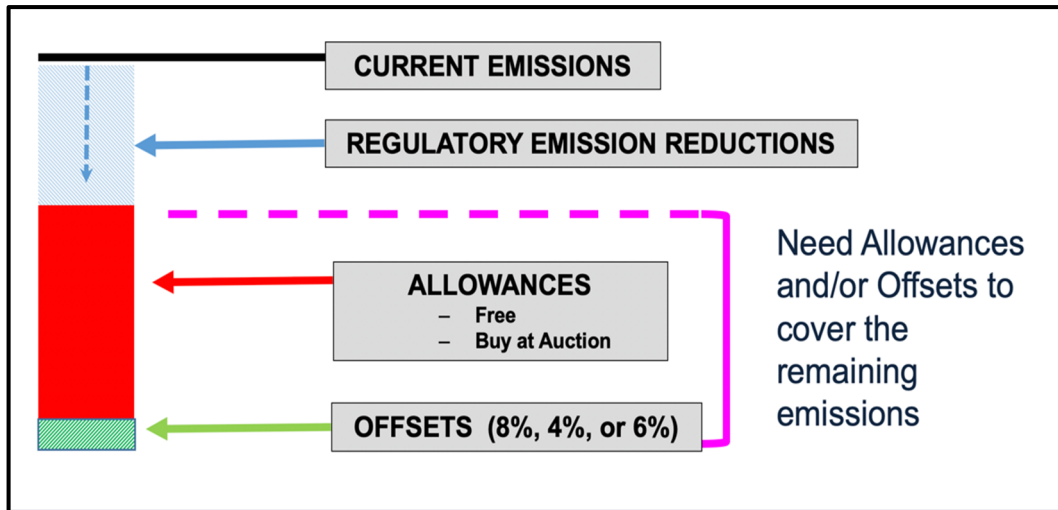 CURRENT EMISSIONS
REGULATORY EMISSION REDUCTIONS
ALLOWANCES
– Free
– Buy at Auction
OFFSETS (8%, 4%, or 6%)
Need Allowances
and/or Offsets to
cover the
remaining
emissions